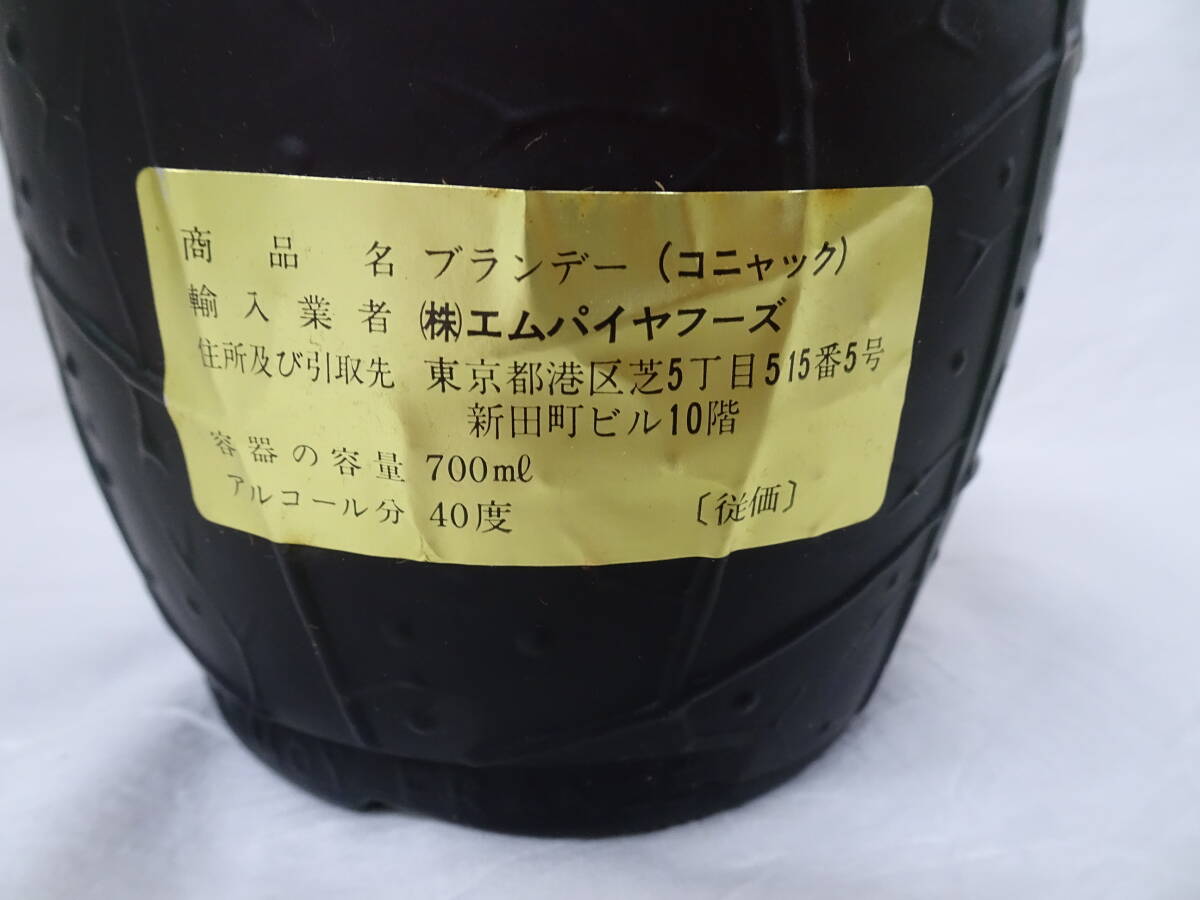 商品名 ブランデー (コニャック)
輸入業者 ㈱エムパイヤフーズ
住所及び引取先 東京都港区芝5丁目515番5号
新田町ビル10階
容器の容量 700mℓ
アルコール分 40度 〔従価〕